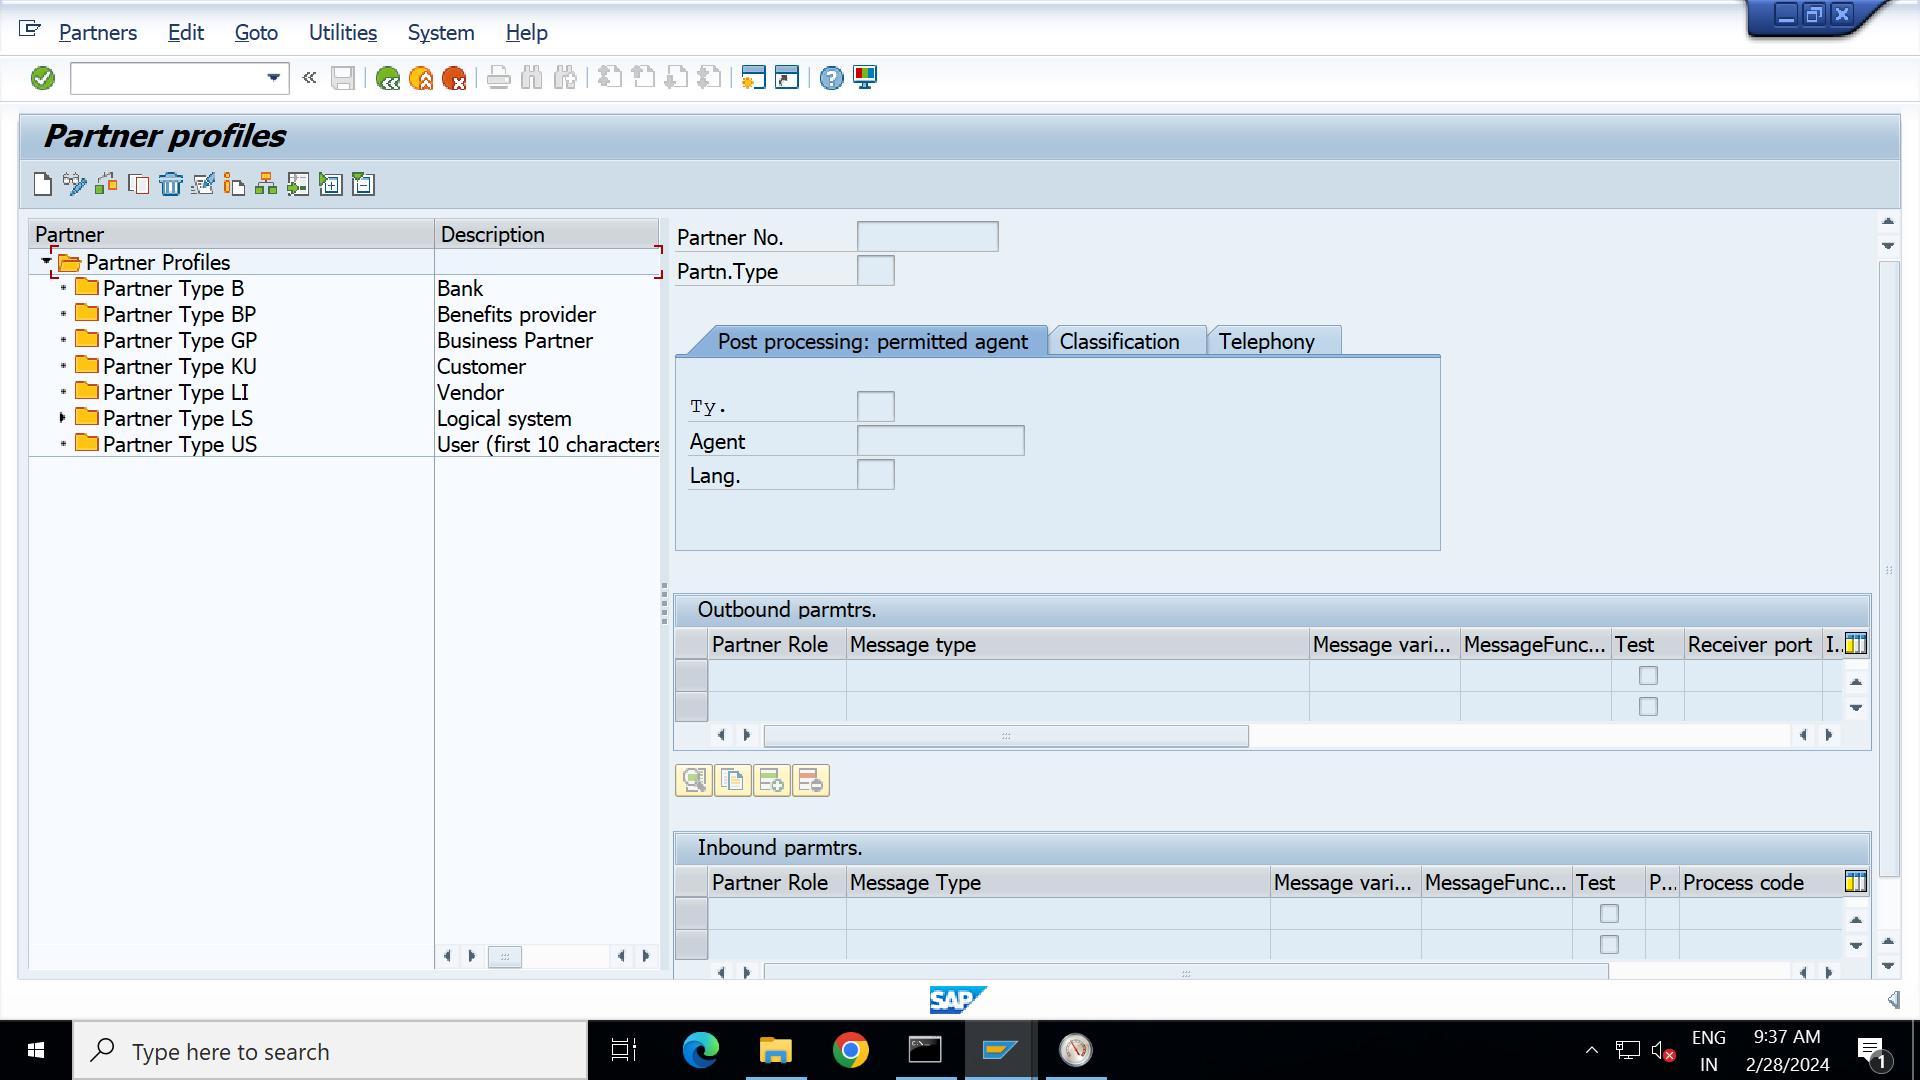 Partners Edit Goto Utilities System Help
Partner profiles
Partner Description
Partner Profiles
Partner Type B Bank
Partner Type BP Benefits provider
Partner Type GP Business Partner
Partner Type KU Customer
Partner Type LI Vendor
Partner Type LS Logical system
Partner Type US User (first 10 characters
Partner No.
Partn.Type
Post processing: permitted agent Classification Telephony
Ty.
Agent
Lang.
Outbound parmtrs.
Partner Role Message type Message vari... MessageFunc... Test Receiver port I..
Inbound parmtrs.
Partner Role Message Type Message vari... MessageFunc... Test P... Process code
SAP
Type here to search
ENG
IN
9:37 AM
2/28/2024
1